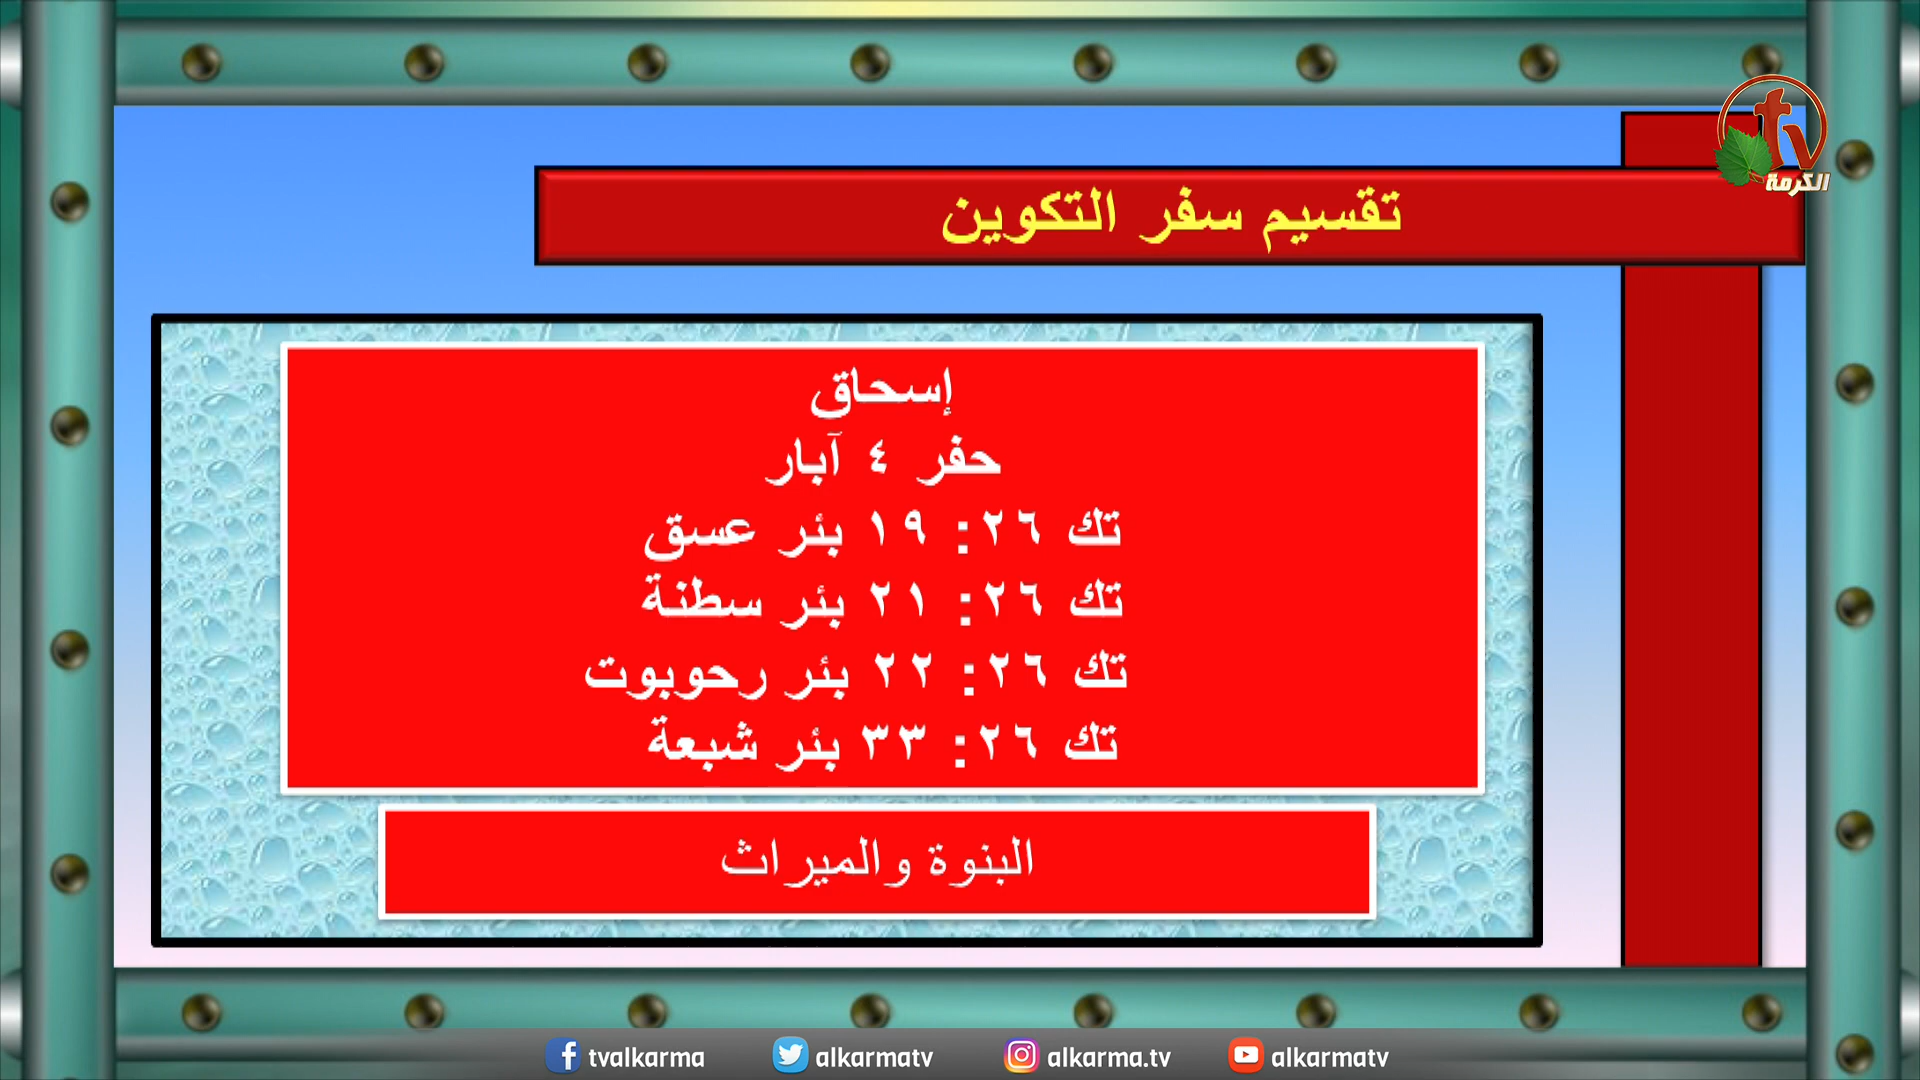 tv
الكرمة
تقسيم سفر التكوين
إسحاق
حفر ٤ آبار
تك ٢٦: ١٩ بئر عسق
تك ٢٦: ٢١ بئر سطنة
تك ٢٦: ٢٢ بئر رحوبوت
تك ٢٦: ٣٣ بئر شبعة
البنوة والميراث
tvalkarma alkarmatv alkarma.tv alkarmatv